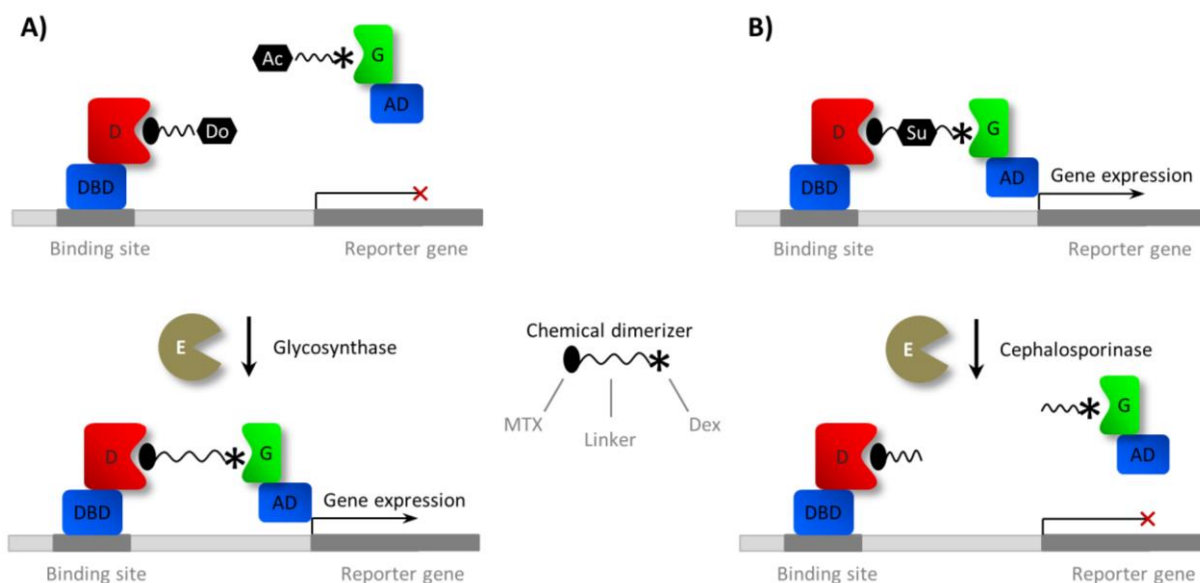 A)
Ac
G
AD
D
Do
DBD
Binding site
Reporter gene
E
Glycosynthase
D
G
DBD
AD
Gene expression
Binding site
Reporter gene
Chemical dimerizer
MTX
Linker
Dex
B)
D
Su
G
DBD
AD
Gene expression
Binding site
Reporter gene
E
Cephalosporinase
G
AD
D
DBD
Binding site
Reporter gene